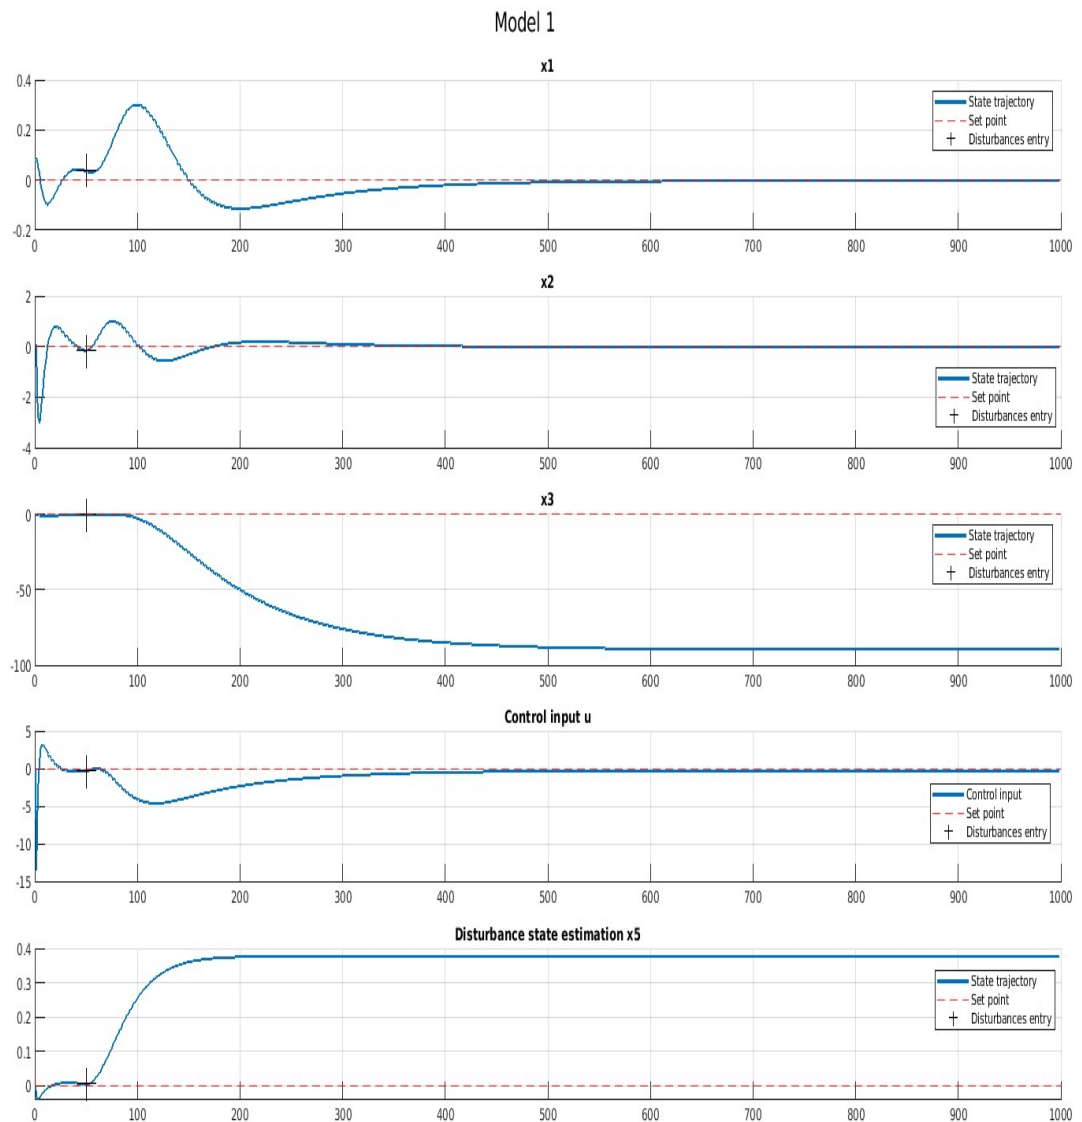 Model 1
x1
0.4
0.2
0
-0.2
State trajectory
Set point
Disturbances entry
0 100 200 300 400 500 600 700 800 900 1000
x2
2
0
-2
-4
State trajectory
Set point
Disturbances entry
0 100 200 300 400 500 600 700 800 900 1000
x3
0
-50
-100
State trajectory
Set point
Disturbances entry
0 100 200 300 400 500 600 700 800 900 1000
Control input u
5
0
-5
-10
-15
Control input
Set point
Disturbances entry
0 100 200 300 400 500 600 700 800 900 1000
Disturbance state estimation x5
0.4
0.3
0.2
0.1
0
State trajectory
Set point
Disturbances entry
0 100 200 300 400 500 600 700 800 900 1000